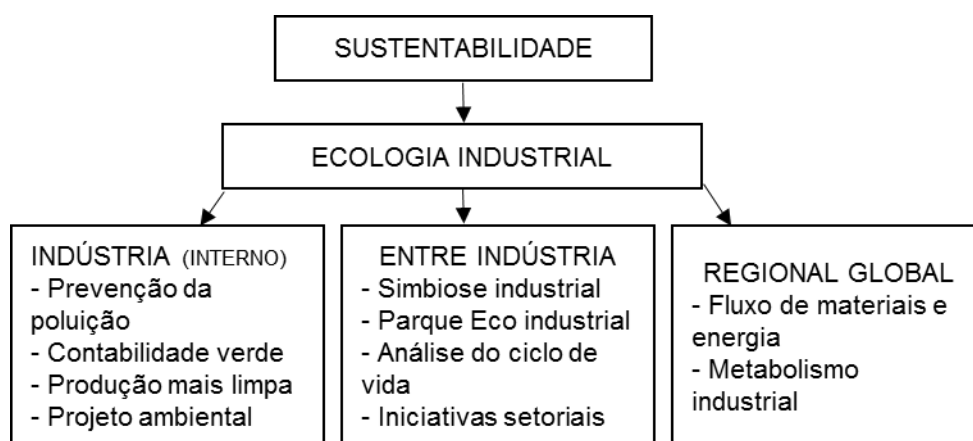 SUSTENTABILIDADE
ECOLOGIA INDUSTRIAL
INDÚSTRIA (INTERNO)
- Prevenção da
poluição
- Contabilidade verde
- Produção mais limpa
- Projeto ambiental
ENTRE INDÚSTRIA
- Simbiose industrial
- Parque Eco industrial
- Análise do ciclo de
vida
- Iniciativas setoriais
REGIONAL GLOBAL
- Fluxo de materiais e
energia
- Metabolismo
industrial